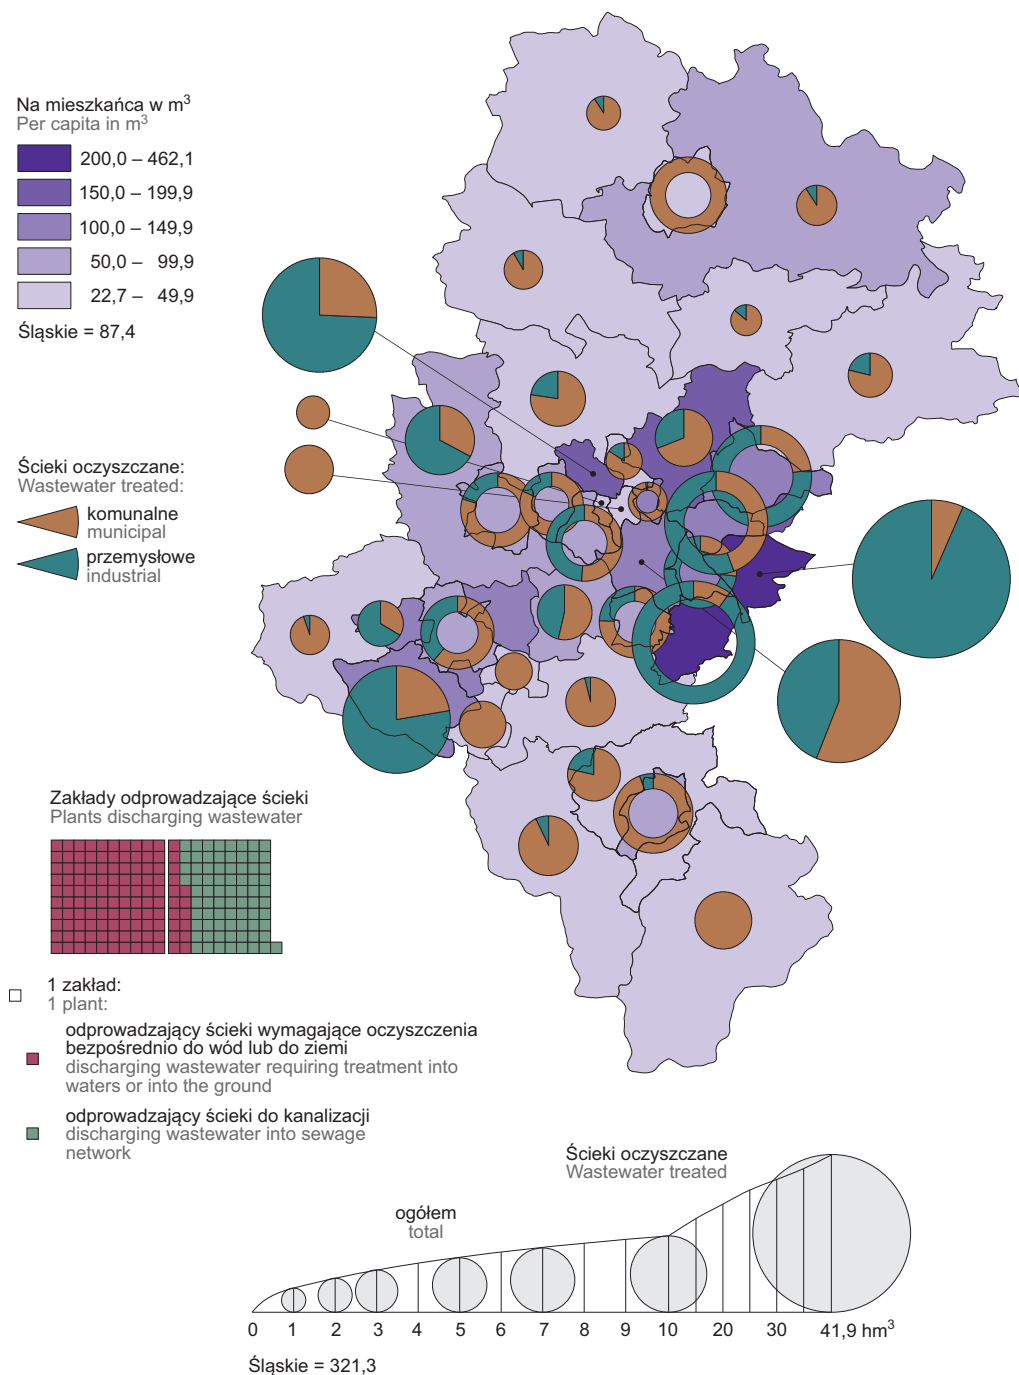 Na mieszkańca w m³
Per capita in m³
200,0 – 462,1
150,0 – 199,9
100,0 – 149,9
50,0 – 99,9
22,7 – 49,9
Śląskie = 87,4
Ścieki oczyszczane:
Wastewater treated:
komunalne
municipal
przemysłowe
industrial
Zakłady odprowadzające ścieki
Plants discharging wastewater
1 zakład:
1 plant:
odprowadzający ścieki wymagające oczyszczenia
bezpośrednio do wód lub do ziemi
discharging wastewater requiring treatment into
waters or into the ground
odprowadzający ścieki do kanalizacji
discharging wastewater into sewage
network
Ścieki oczyszczane
Wastewater treated
ogółem
total
0 1 2 3 4 5 6 7 8 9 10 20 30 41,9 hm³
Śląskie = 321,3